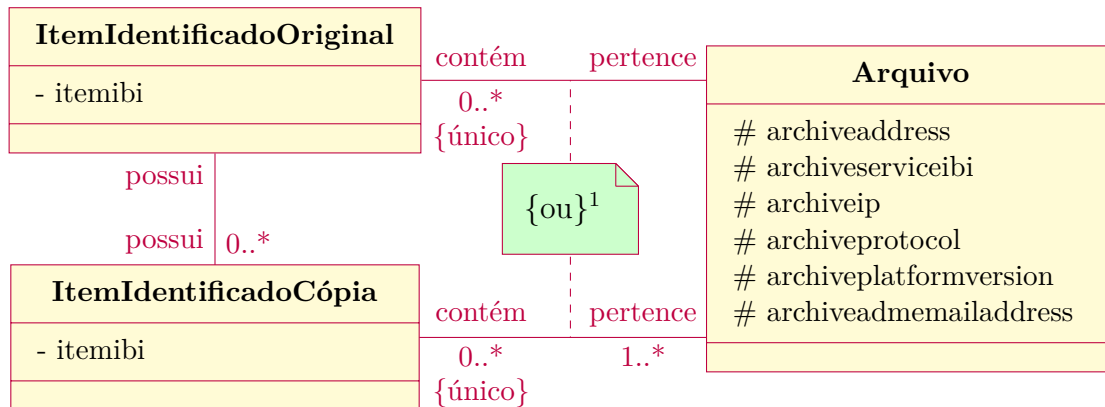 ItemIdentificadoOriginal
- itemibi
contém
pertence
0..*
{único}
Arquivo
# archiveaddress
# archiveserviceibi
# archiveip
# archiveprotocol
# archiveplatformversion
# archiveadmemailaddress
possui
{ou}¹
possui
0..*
ItemIdentificadoCópia
- itemibi
contém
pertence
0..*
1..*
{único}